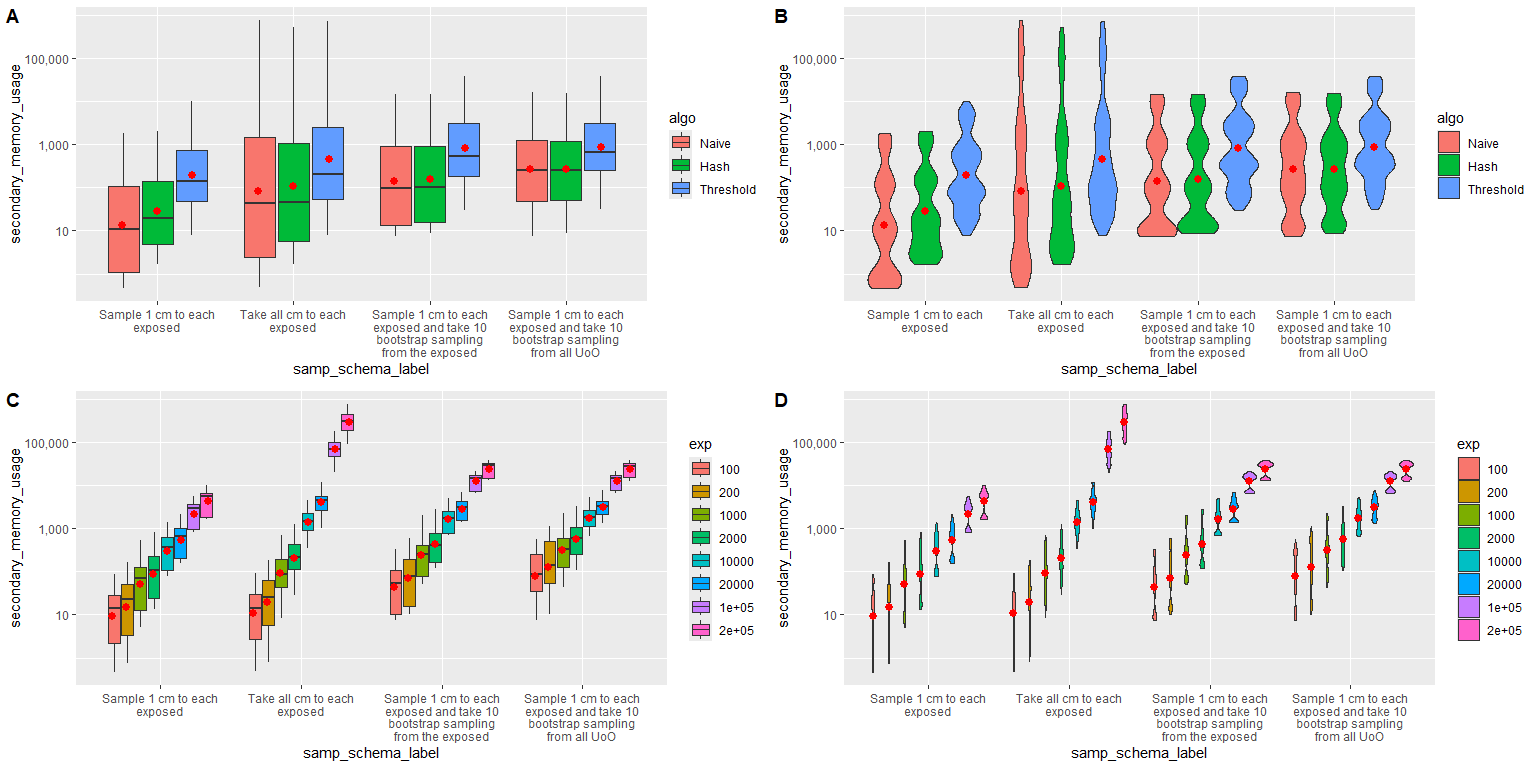 A
secondary_memory_usage
100,000
1,000
10
Sample 1 cm to each
exposed
Take all cm to each
exposed
Sample 1 cm to each
exposed and take 10
bootstrap sampling
from the exposed
Sample 1 cm to each
exposed and take 10
bootstrap sampling
from all UoO
samp_schema_label
algo
Naive
Hash
Threshold
B
secondary_memory_usage
100,000
1,000
10
Sample 1 cm to each
exposed
Take all cm to each
exposed
Sample 1 cm to each
exposed and take 10
bootstrap sampling
from the exposed
Sample 1 cm to each
exposed and take 10
bootstrap sampling
from all UoO
samp_schema_label
algo
Naive
Hash
Threshold
C
secondary_memory_usage
100,000
1,000
10
Sample 1 cm to each
exposed
Take all cm to each
exposed
Sample 1 cm to each
exposed and take 10
bootstrap sampling
from the exposed
Sample 1 cm to each
exposed and take 10
bootstrap sampling
from all UoO
samp_schema_label
exp
100
200
1000
2000
10000
20000
1e+05
2e+05
D
secondary_memory_usage
100,000
1,000
10
Sample 1 cm to each
exposed
Take all cm to each
exposed
Sample 1 cm to each
exposed and take 10
bootstrap sampling
from the exposed
Sample 1 cm to each
exposed and take 10
bootstrap sampling
from all UoO
samp_schema_label
exp
100
200
1000
2000
10000
20000
1e+05
2e+05